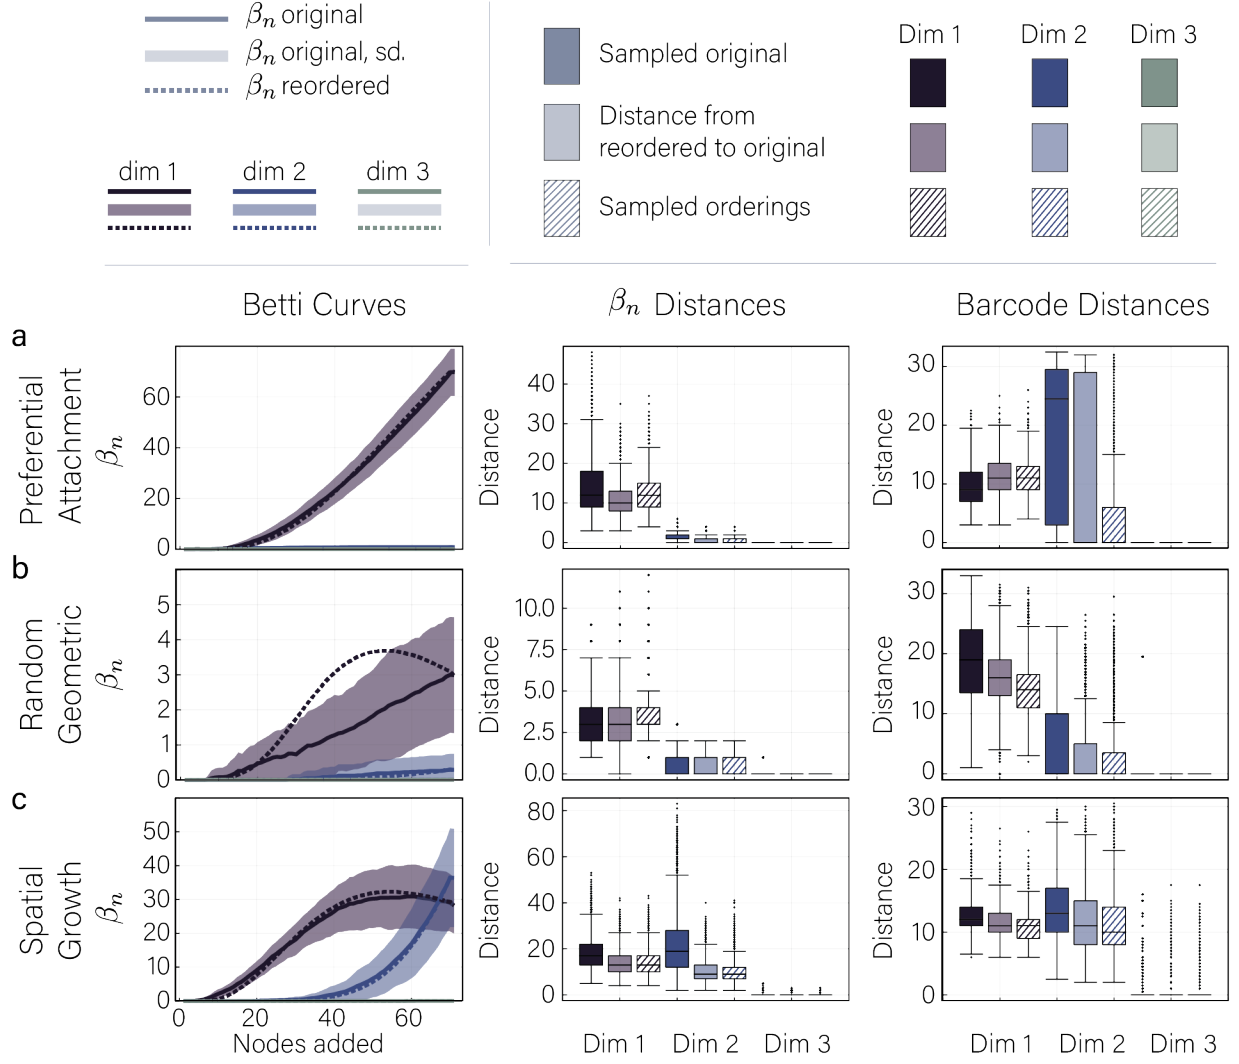 βn original
βn original, sd.
βn reordered
dim 1 dim 2 dim 3
Sampled original
Distance from
reordered to original
Sampled orderings
Dim 1 Dim 2 Dim 3
Betti Curves
βn Distances
Barcode Distances
a
Preferential
Attachment
βn
60
40
20
0
Distance
40
30
20
10
0
Distance
30
20
10
0
b
Random
Geometric
βn
5
4
3
2
1
0
Distance
10.0
7.5
5.0
2.5
0.0
Distance
30
20
10
0
c
Spatial
Growth
βn
50
40
30
20
10
0
0 20 40 60
Nodes added
Distance
80
60
40
20
0
Dim 1 Dim 2 Dim 3
Distance
30
20
10
0
Dim 1 Dim 2 Dim 3